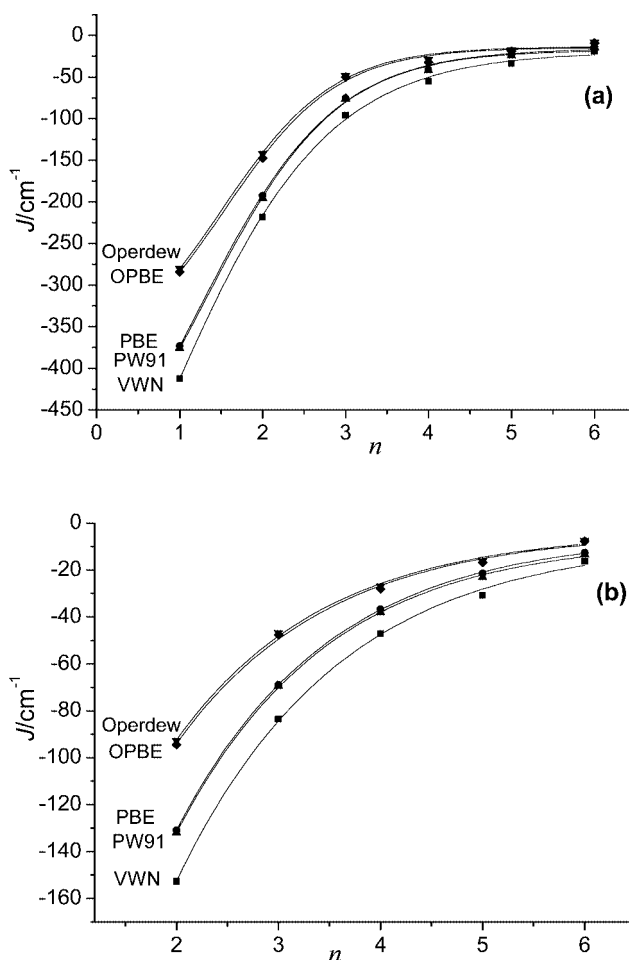 0
-50
-100
-150
-200
-250
-300
-350
-400
-450
J/cm-1
(a)
Operdew
OPBE
PBE
PW91
VWN
0 1 2 3 4 5 6
n
0
-20
-40
-60
-80
-100
-120
-140
-160
J/cm-1
(b)
Operdew
OPBE
PBE
PW91
VWN
2 3 4 5 6
n